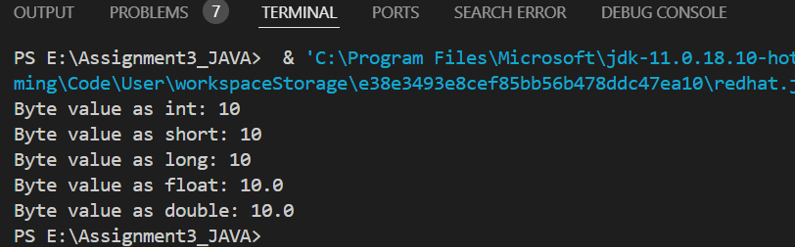 OUTPUT PROBLEMS 7 TERMINAL PORTS SEARCH ERROR DEBUG CONSOLE
PS E:\Assignment3_JAVA>  & 'C:\Program Files\Microsoft\jdk-11.0.18.10-hot
ming\Code\User\workspaceStorage\e38e3493e8cef85bb56b478ddc47ea10\redhat.j
Byte value as int: 10
Byte value as short: 10
Byte value as long: 10
Byte value as float: 10.0
Byte value as double: 10.0
PS E:\Assignment3_JAVA>